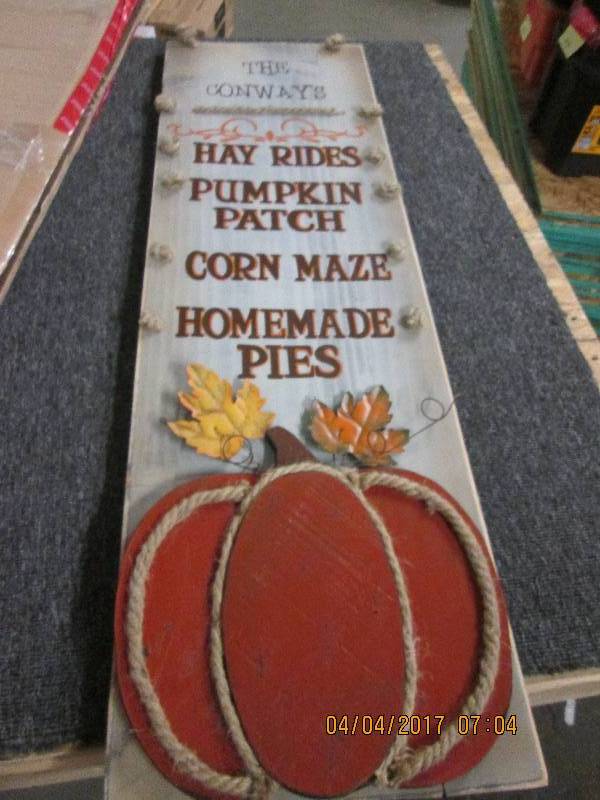 THE
CONWAYS
HAY RIDES
PUMPKIN
PATCH
CORN MAZE
HOMEMADE
PIES
04/04/2017 07:04